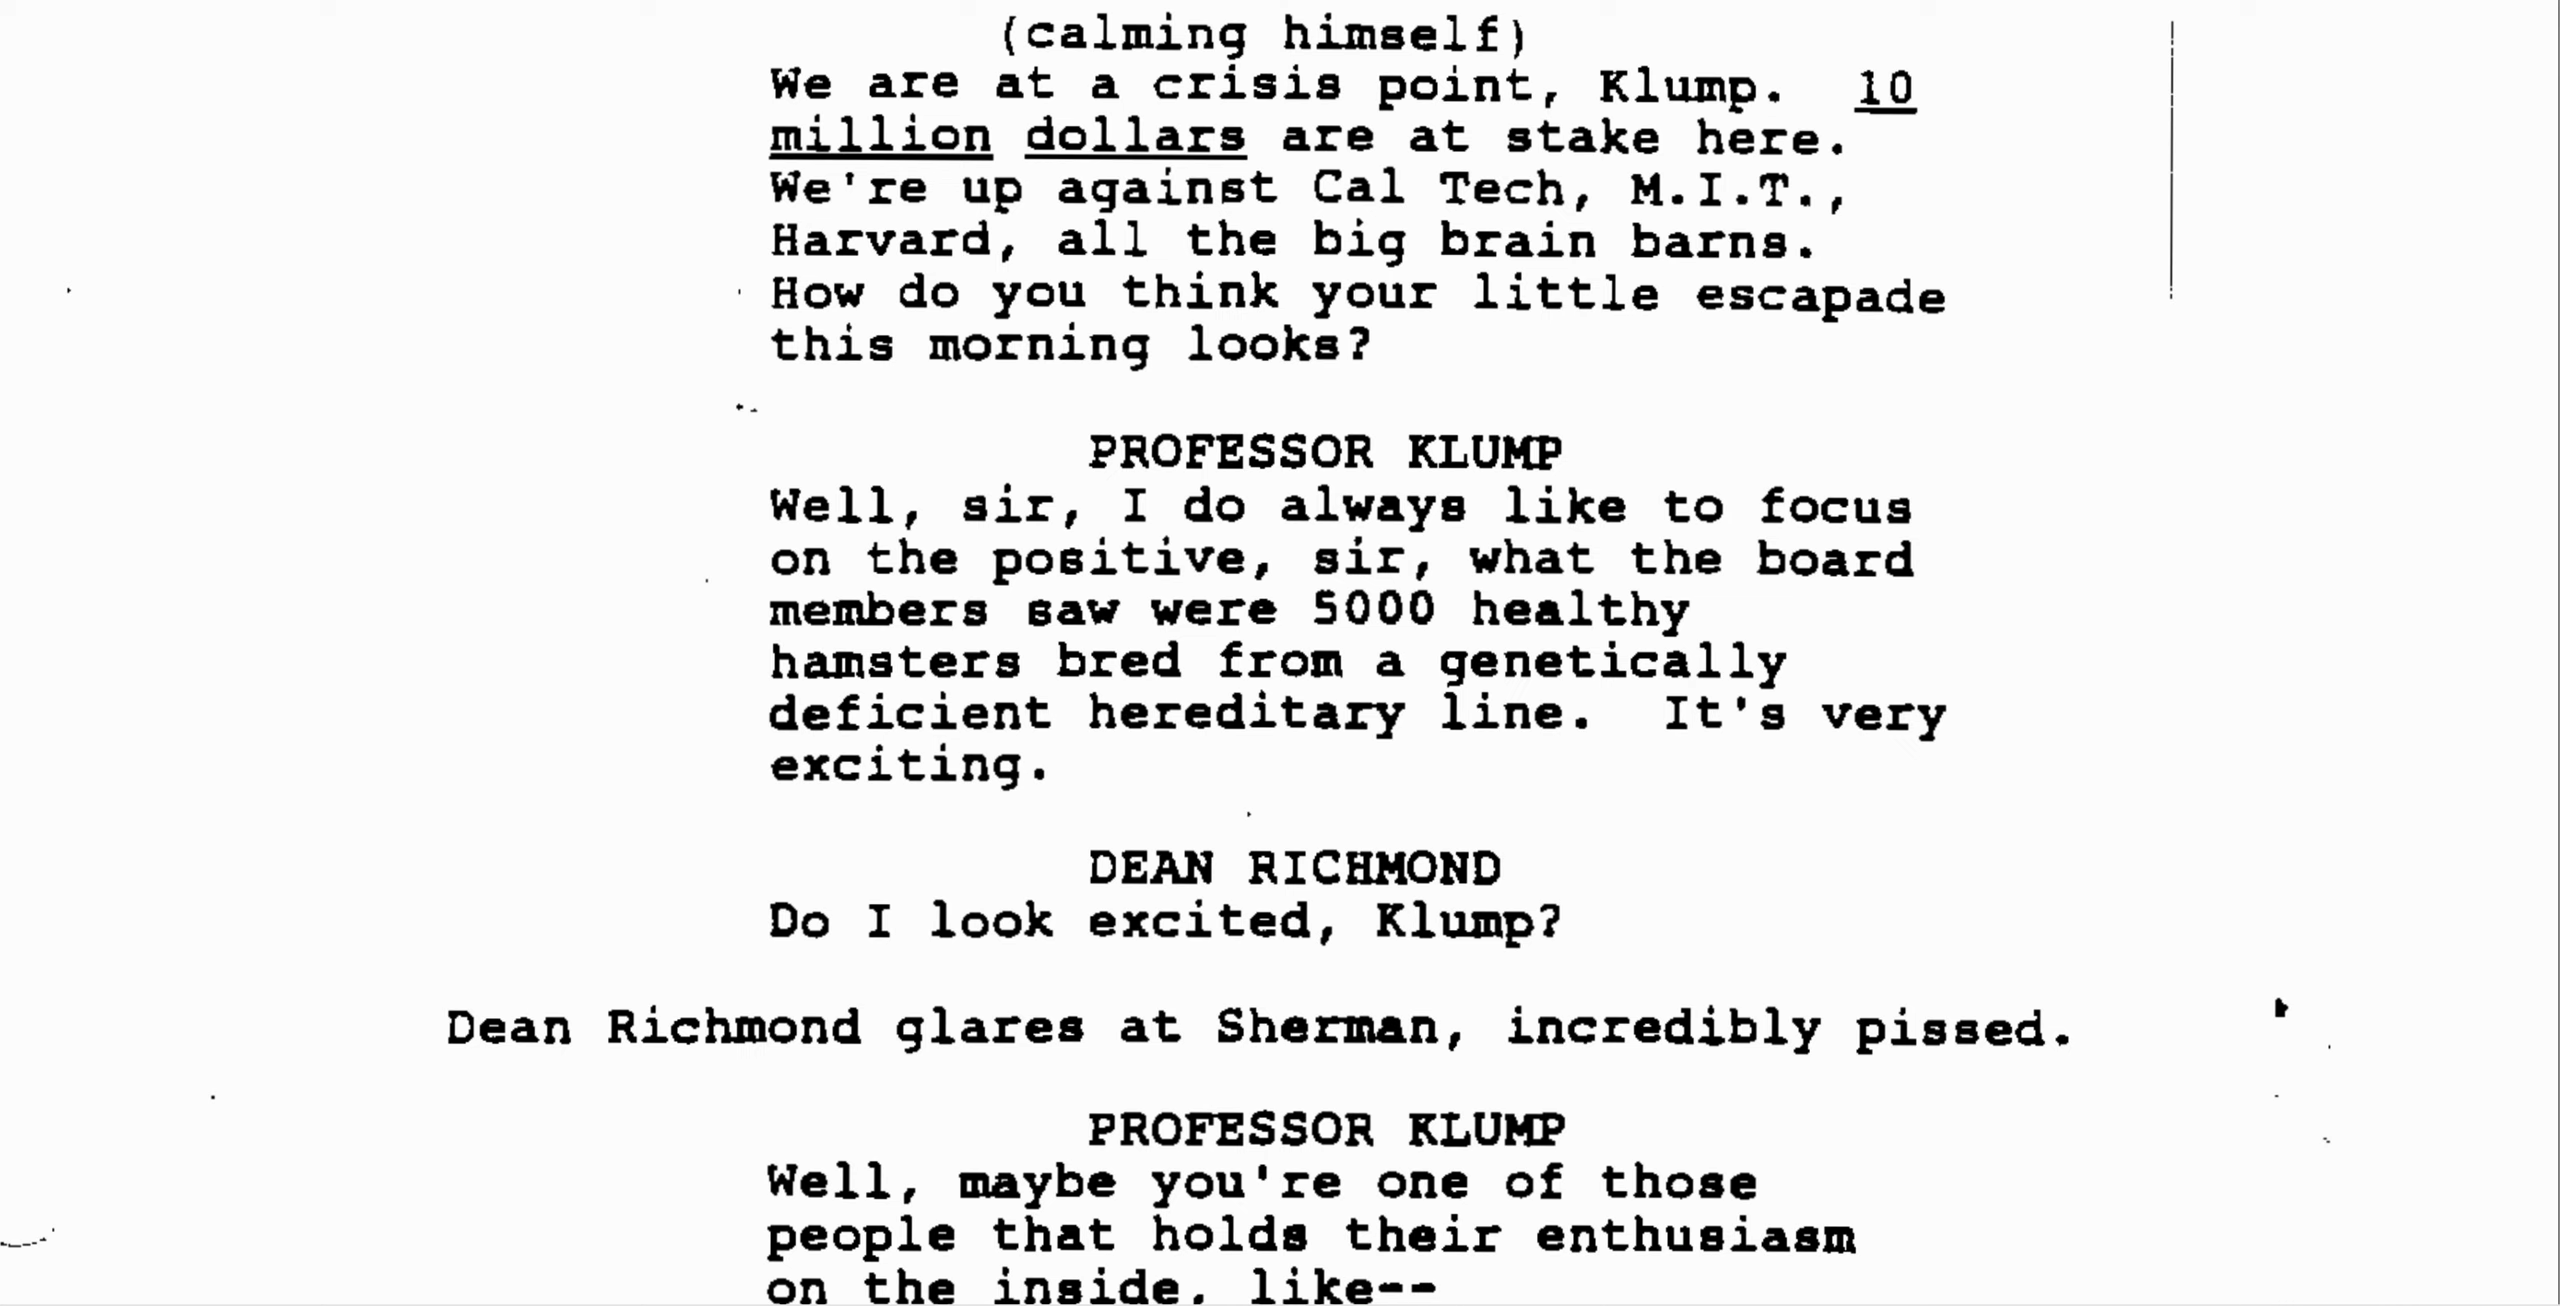 (calming himself)
We are at a crisis point, Klump.  10
million dollars are at stake here.
We're up against Cal Tech, M.I.T.,
Harvard, all the big brain barns.
How do you think your little escapade
this morning looks?
PROFESSOR KLUMP
Well, sir, I do always like to focus
on the positive, sir, what the board
members saw were 5000 healthy
hamsters bred from a genetically
deficient hereditary line.  It's very
exciting.
DEAN RICHMOND
Do I look excited, Klump?
Dean Richmond glares at Sherman, incredibly pissed.
PROFESSOR KLUMP
Well, maybe you're one of those
people that holds their enthusiasm
on the inside, like--